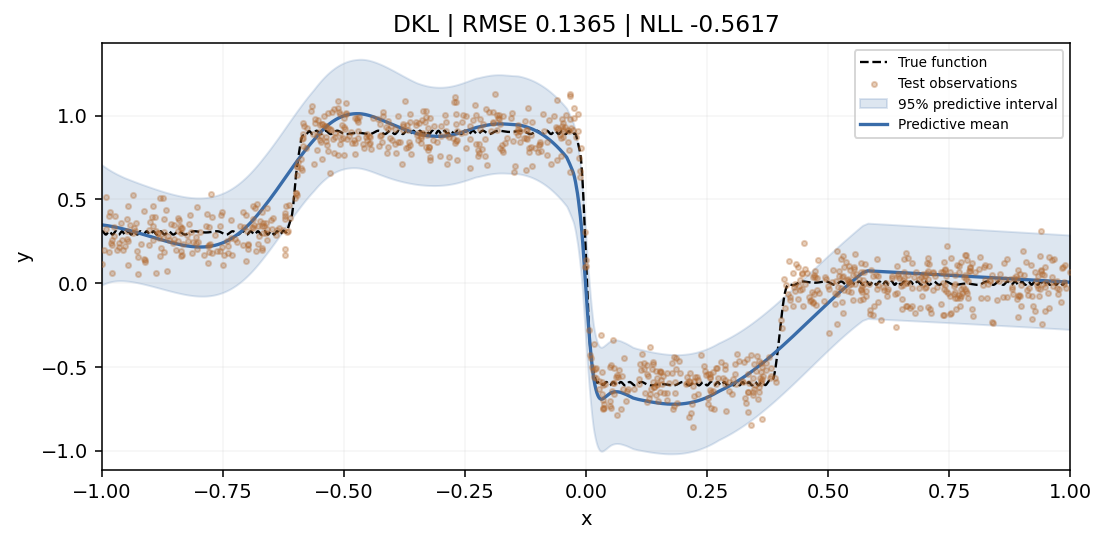 DKL | RMSE 0.1365 | NLL -0.5617
True function
Test observations
95% predictive interval
Predictive mean
y
1.0
0.5
0.0
−0.5
−1.0
−1.00 −0.75 −0.50 −0.25 0.00 0.25 0.50 0.75 1.00
x